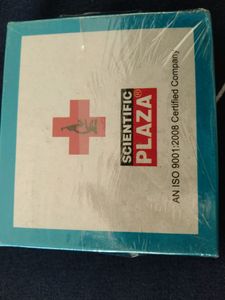 SCIENTIFIC
PLAZA®
AN ISO 9001:2008 Certified Company